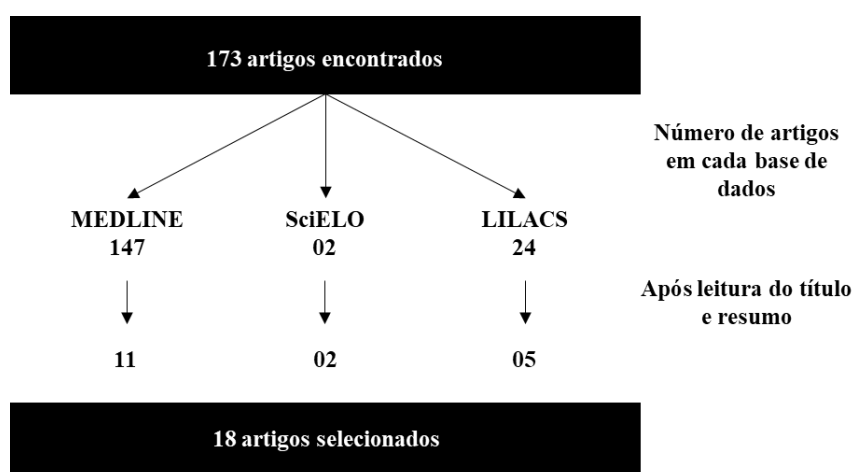 173 artigos encontrados
Número de artigos
em cada base de
dados
MEDLINE
147
SciELO
02
LILACS
24
Após leitura do título
e resumo
11
02
05
18 artigos selecionados